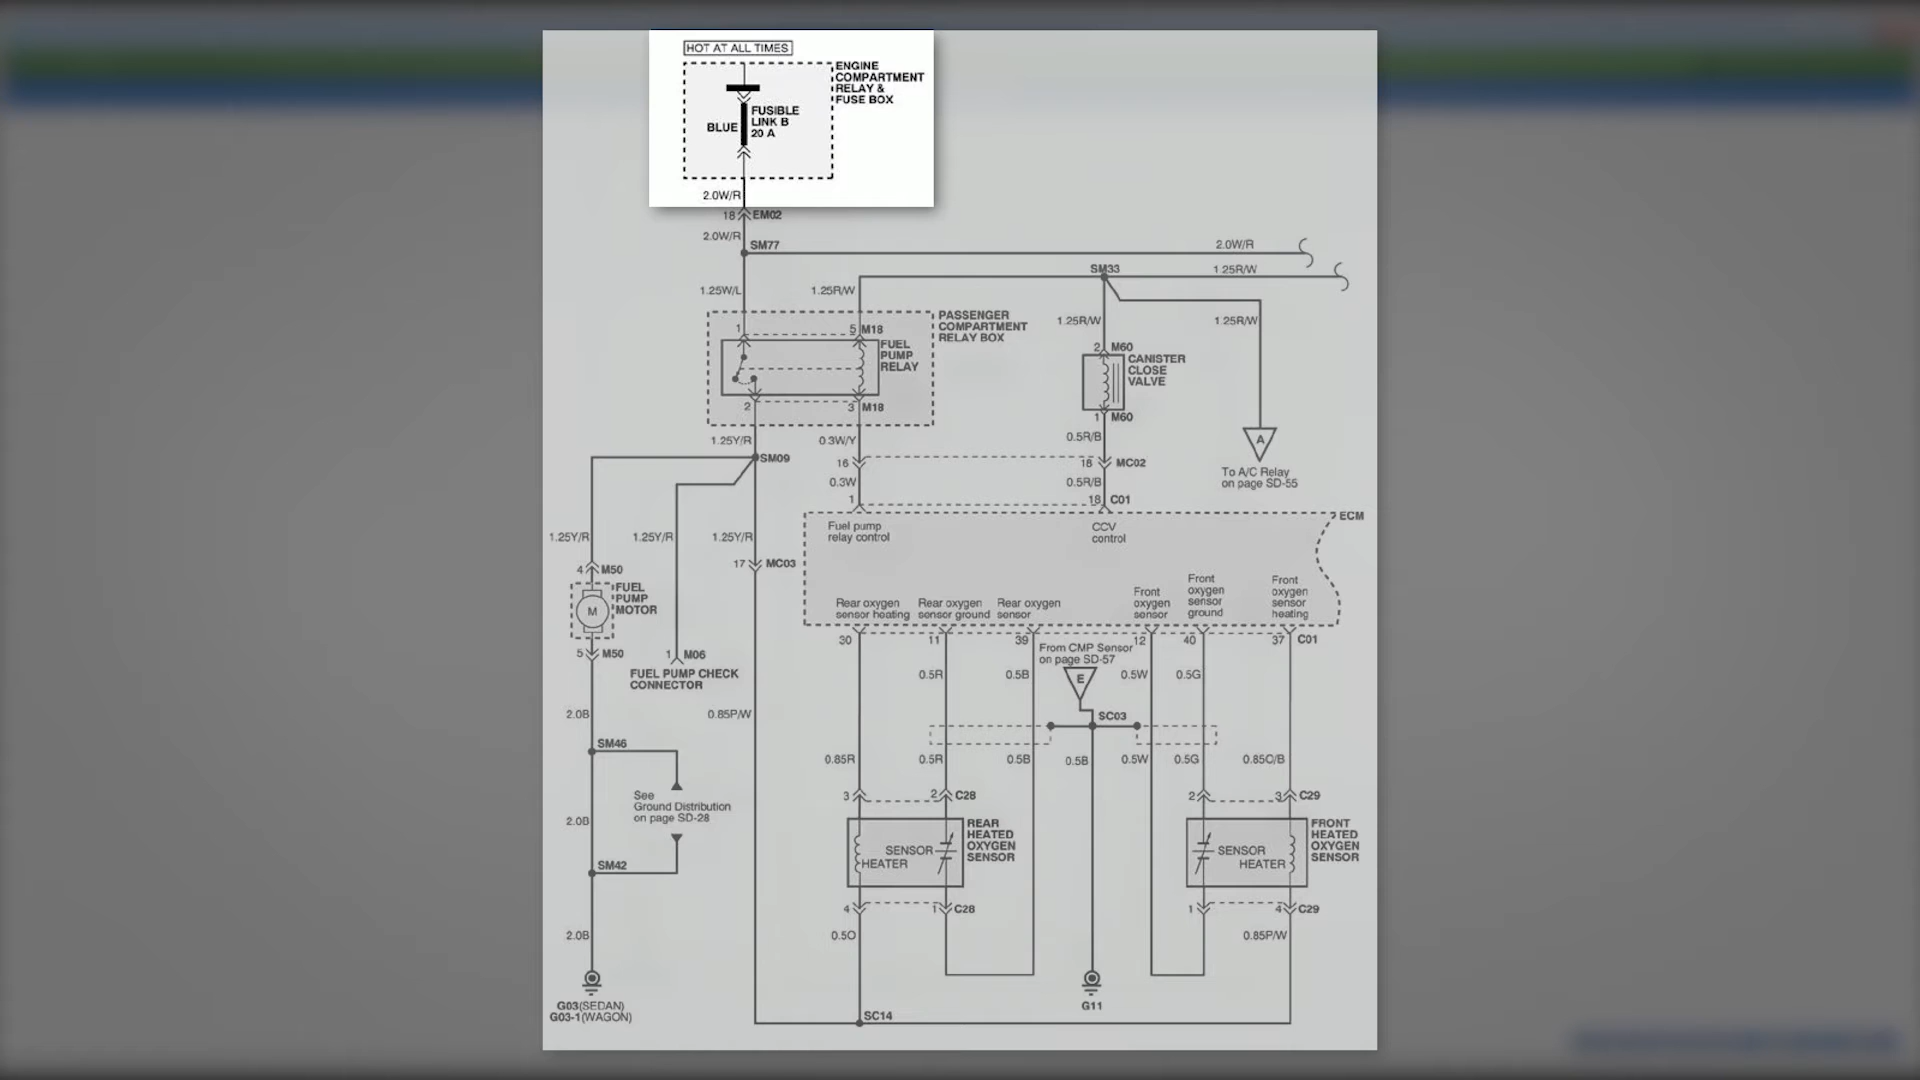 HOT AT ALL TIMES
ENGINE
COMPARTMENT
RELAY &
FUSE BOX
FUSIBLE
LINK B
20 A
BLUE
2.0W/R
18 EM02
2.0W/R
SM77
2.0W/R
SM33
1.25R/W
1.25W/L
1.25R/W
1.25R/W
1.25R/W
PASSENGER
COMPARTMENT
RELAY BOX
1
5 M18
FUEL
PUMP
RELAY
2
3 M18
2 M60
CANISTER
CLOSE
VALVE
1 M60
A
To A/C Relay
on page SD-55
1.25Y/R
0.3W/Y
0.5R/B
SM09
16
18 MC02
0.3W
0.5R/B
1
18 C01
ECM
Fuel pump
relay control
CCV
control
1.25Y/R
1.25Y/R
1.25Y/R
17 MC03
4 M50
FUEL
PUMP
MOTOR
M
5 M50
1 M06
FUEL PUMP CHECK
CONNECTOR
Rear oxygen
sensor heating
Rear oxygen
sensor ground
Rear oxygen
sensor
Front
oxygen
sensor
Front
oxygen
sensor
ground
Front
oxygen
sensor
heating
30
11
39
12
40
37 C01
From CMP Sensor
on page SD-57
E
0.5R
0.5B
0.5W
0.5G
2.0B
0.85P/W
SC03
SM46
0.85R
0.5R
0.5B
0.5B
0.5W
0.5G
0.85O/B
See
Ground Distribution
on page SD-28
2.0B
SM42
3
2 C28
2
3 C29
REAR
HEATED
OXYGEN
SENSOR
SENSOR
HEATER
FRONT
HEATED
OXYGEN
SENSOR
SENSOR
HEATER
4
1 C28
1
4 C29
2.0B
0.5O
0.85P/W
G03(SEDAN)
G03-1(WAGON)
G11
SC14